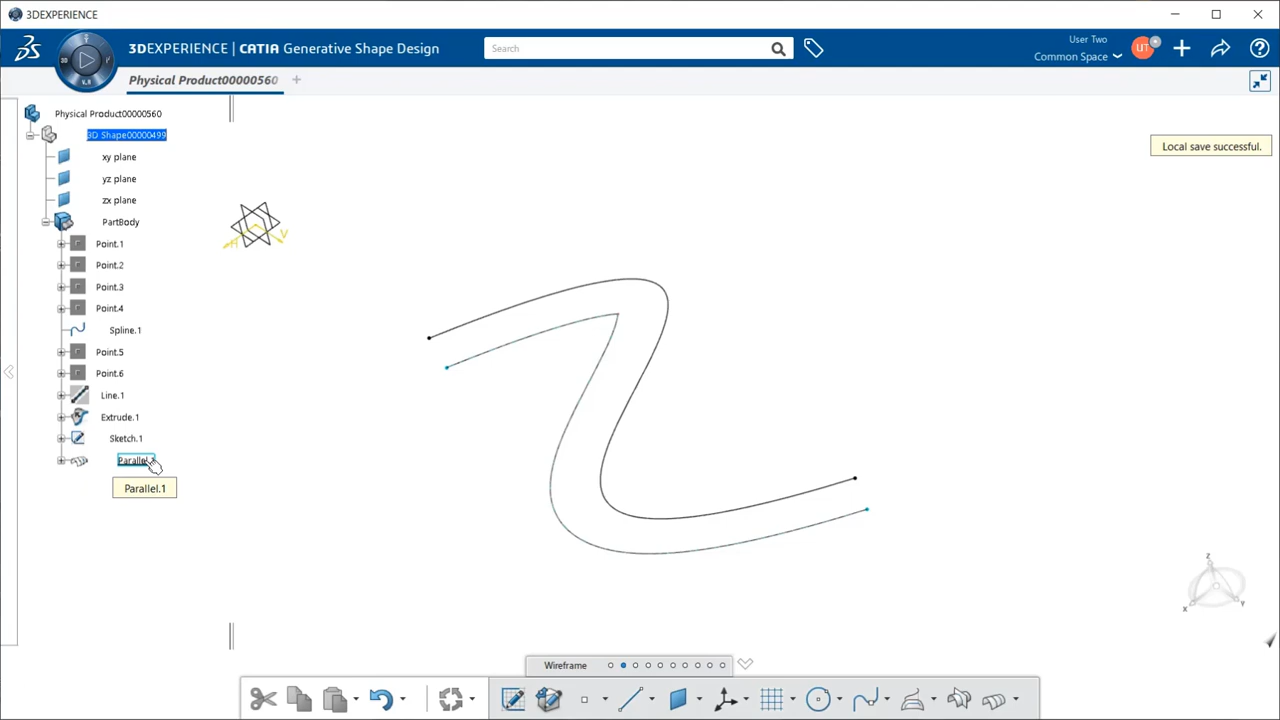 3DEXPERIENCE
3DEXPERIENCE | CATIA Generative Shape Design
Search
User Two
Common Space
UT
Physical Product00000560
Physical Product00000560
3D Shape00000499
xy plane
yz plane
zx plane
PartBody
Point.1
Point.2
Point.3
Point.4
Spline.1
Point.5
Point.6
Line.1
Extrude.1
Sketch.1
Parallel.1
Parallel.1
Local save successful.
H
V
z
x
y
Wireframe